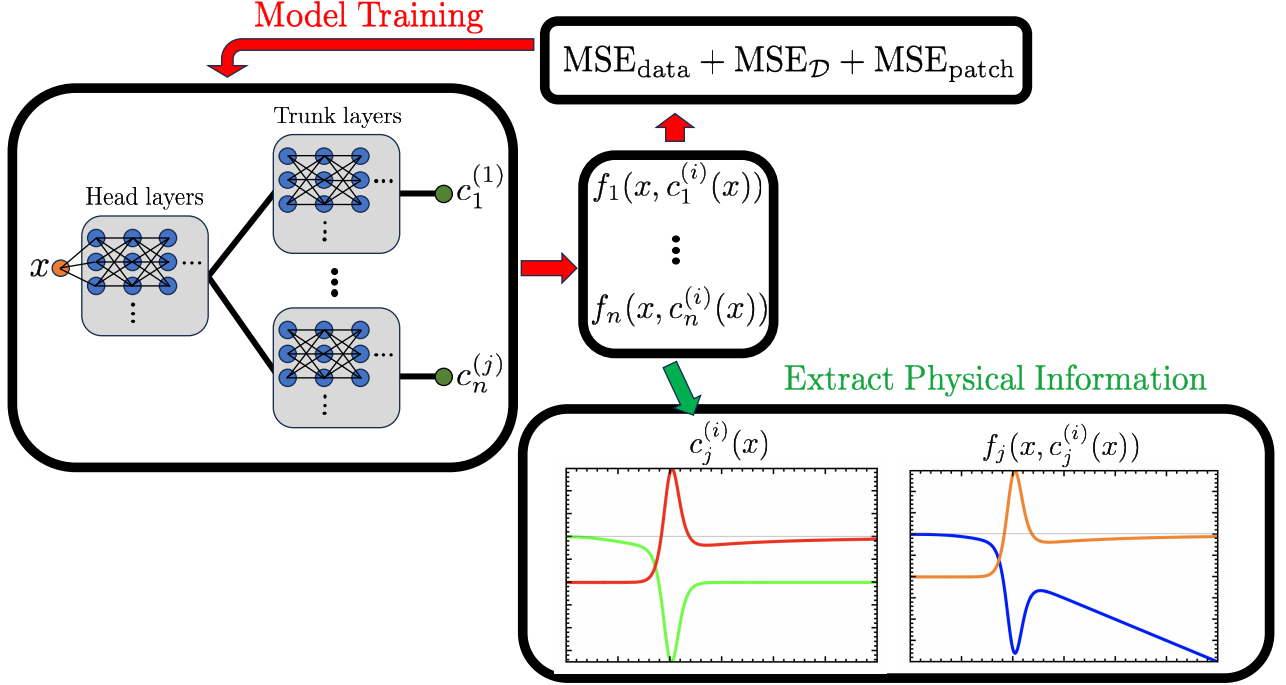 Model Training
MSE_data + MSE_𝒟 + MSE_patch
Trunk layers
c_1^(1)
Head layers
x
c_n^(j)
f_1(x, c_1^(i)(x))
f_n(x, c_n^(i)(x))
Extract Physical Information
c_j^(i)(x)
f_j(x, c_j^(i)(x))